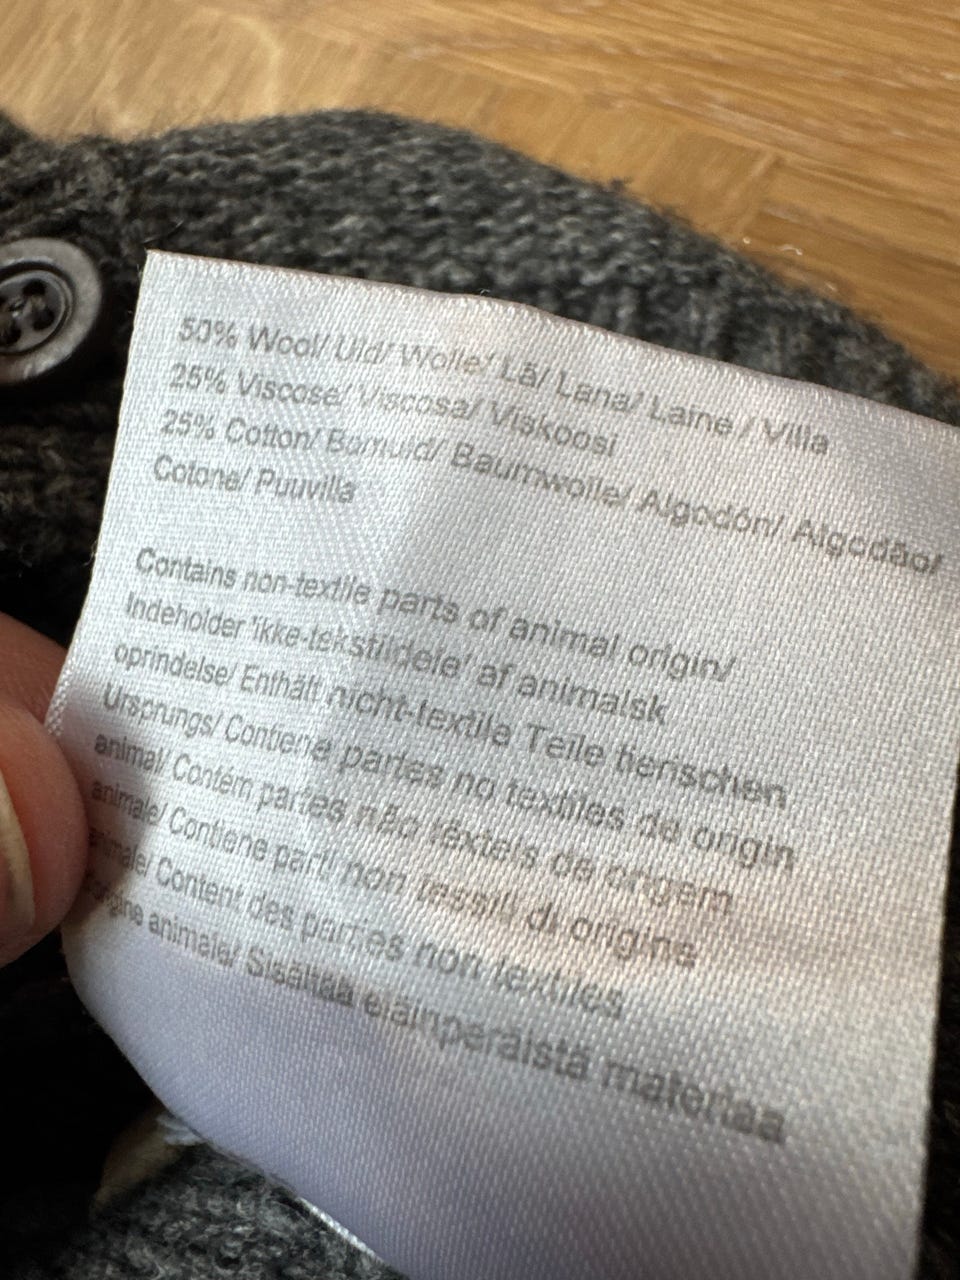 50% Wool/ Uld/ Wolle/ Lã/ Lana/ Laine / Villa
25% Viscose/ Viscosa/ Viskoosi
25% Cotton/ Bomuld/ Baumwolle/ Algodón/ Algodão/
Cotone/ Puuvilla
Contains non-textile parts of animal origin/
Indeholder 'ikke-tekstildele' af animalsk
oprindelse/ Enthält nicht-textile Teile tierischen
Ursprungs/ Contiene partes no textiles de origin
animal/ Contém partes não têxteis de origem
animale/ Contiene parti non tessili di origine
animale/ Content des parties non textiles
d'origine animale/ Sisältää eläinperäistä materiaa